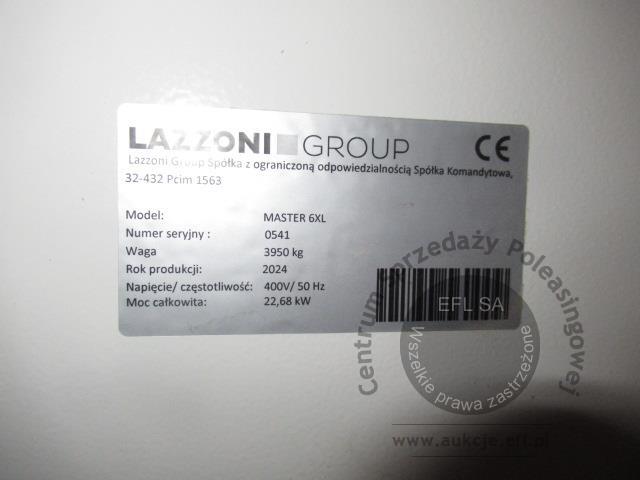 LAZZONI GROUP CE
Lazzoni Group Spółka z ograniczoną odpowiedzialnością Spółka Komandytowa,
32-432 Pcim 1563
Model: MASTER 6XL
Numer seryjny : 0541
Waga 3950 kg
Rok produkcji: 2024
Napięcie/ częstotliwość: 400V/ 50 Hz
Moc całkowita: 22,68 kW
Centrum Sprzedaży Poleasingowej
EFL SA
Wszelkie prawa zastrzeżone
www.aukcje.efl.pl